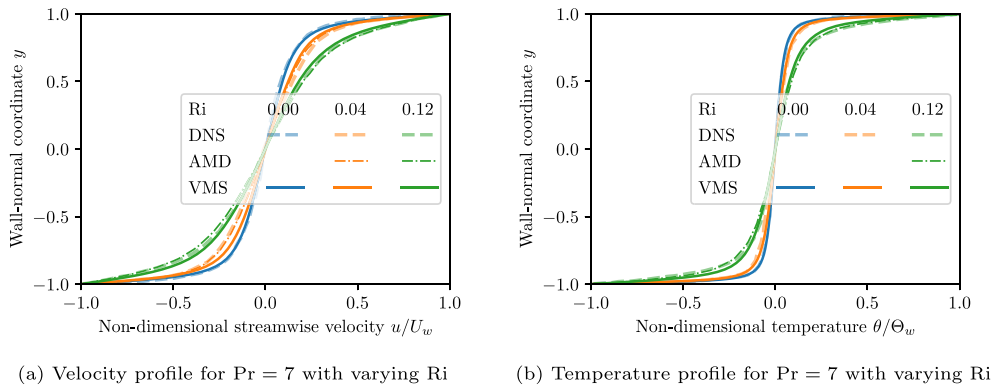 1.0
0.5
0.0
−0.5
−1.0
Wall-normal coordinate y
Ri 0.00 0.04 0.12
DNS
AMD
VMS
−1.0 −0.5 0.0 0.5 1.0
Non-dimensional streamwise velocity u/U_w
(a) Velocity profile for Pr = 7 with varying Ri
1.0
0.5
0.0
−0.5
−1.0
Wall-normal coordinate y
Ri 0.00 0.04 0.12
DNS
AMD
VMS
−1.0 −0.5 0.0 0.5 1.0
Non-dimensional temperature θ/Θ_w
(b) Temperature profile for Pr = 7 with varying Ri